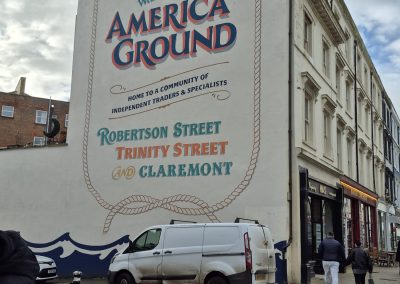 AMERICA
GROUND
HOME TO A COMMUNITY OF
INDEPENDENT TRADERS & SPECIALISTS
ROBERTSON STREET
TRINITY STREET
AND CLAREMONT